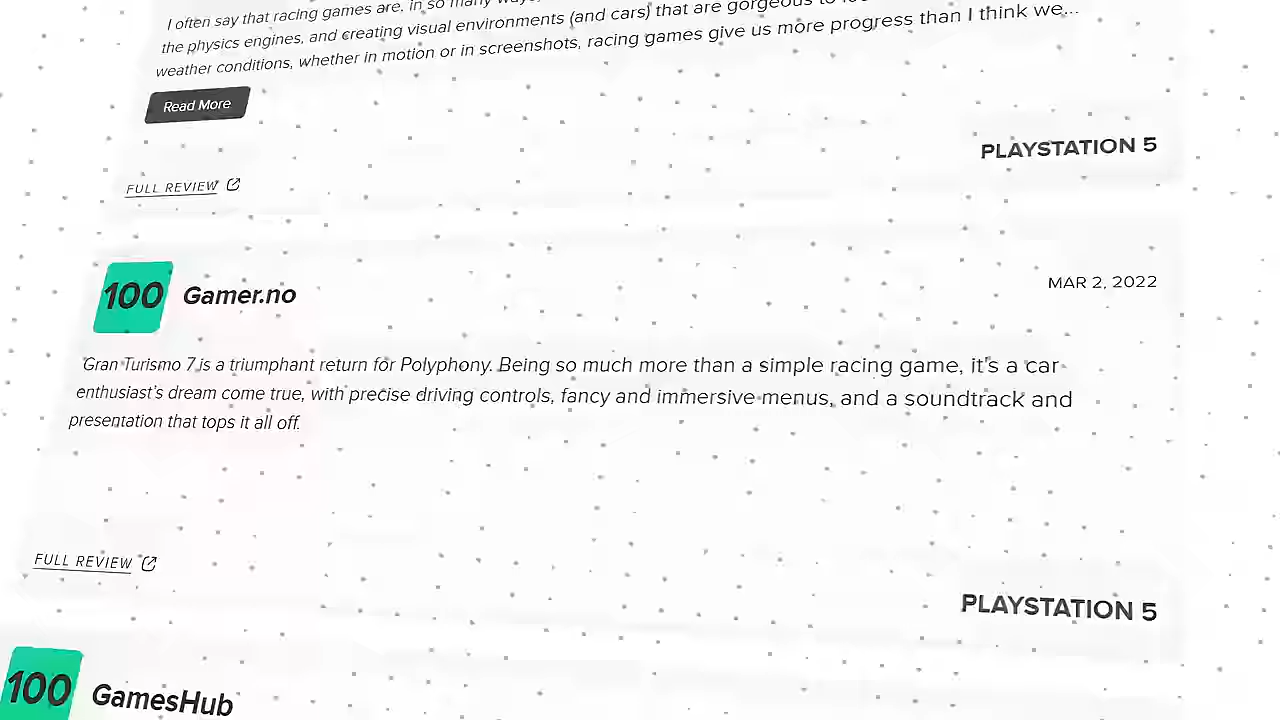 I often say that racing games are, in so many
the physics engines, and creating visual environments (and cars) that are gorgeous to
weather conditions, whether in motion or in screenshots, racing games give us more progress than I think we...
Read More
PLAYSTATION 5
FULL REVIEW
100 Gamer.no
MAR 2, 2022
Gran Turismo 7 is a triumphant return for Polyphony. Being so much more than a simple racing game, it's a car
enthusiast's dream come true, with precise driving controls, fancy and immersive menus, and a soundtrack and
presentation that tops it all off.
FULL REVIEW
PLAYSTATION 5
100 GamesHub